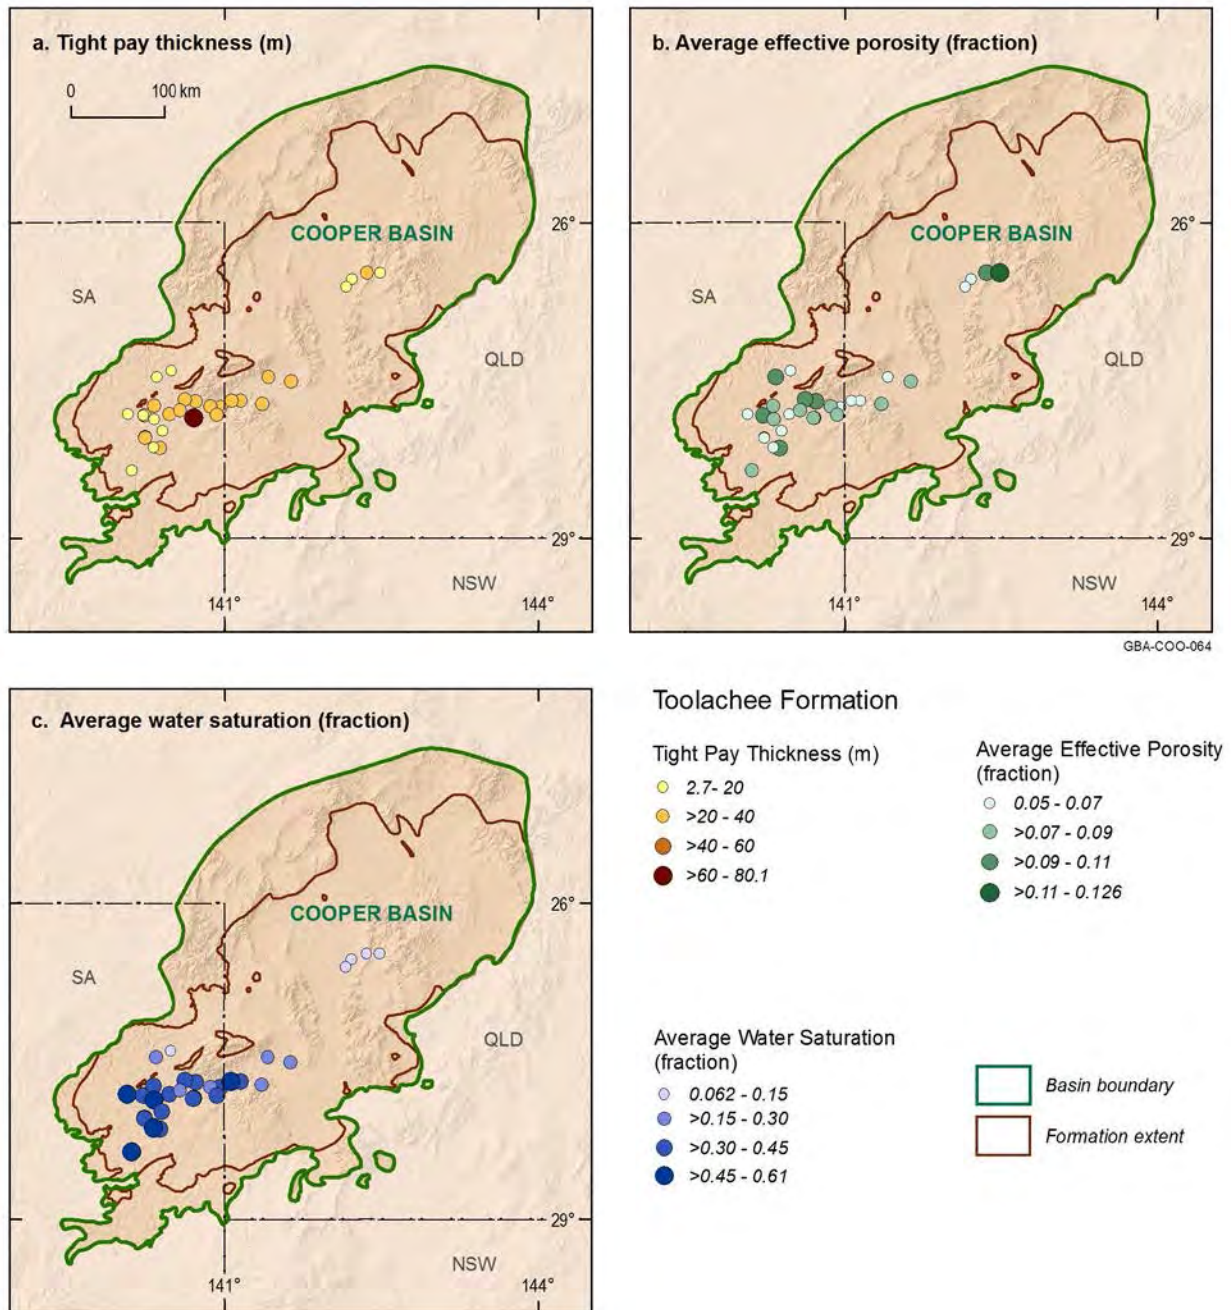 a. Tight pay thickness (m)
0 100 km
COOPER BASIN
26°
SA
QLD
29°
NSW
141° 144°
b. Average effective porosity (fraction)
COOPER BASIN
26°
SA
QLD
29°
NSW
141° 144°
GBA-COO-064
c. Average water saturation (fraction)
COOPER BASIN
26°
SA
QLD
29°
NSW
141° 144°
Toolachee Formation
Tight Pay Thickness (m)
2.7- 20
>20 - 40
>40 - 60
>60 - 80.1
Average Effective Porosity
(fraction)
0.05 - 0.07
>0.07 - 0.09
>0.09 - 0.11
>0.11 - 0.126
Average Water Saturation
(fraction)
0.062 - 0.15
>0.15 - 0.30
>0.30 - 0.45
>0.45 - 0.61
Basin boundary
Formation extent